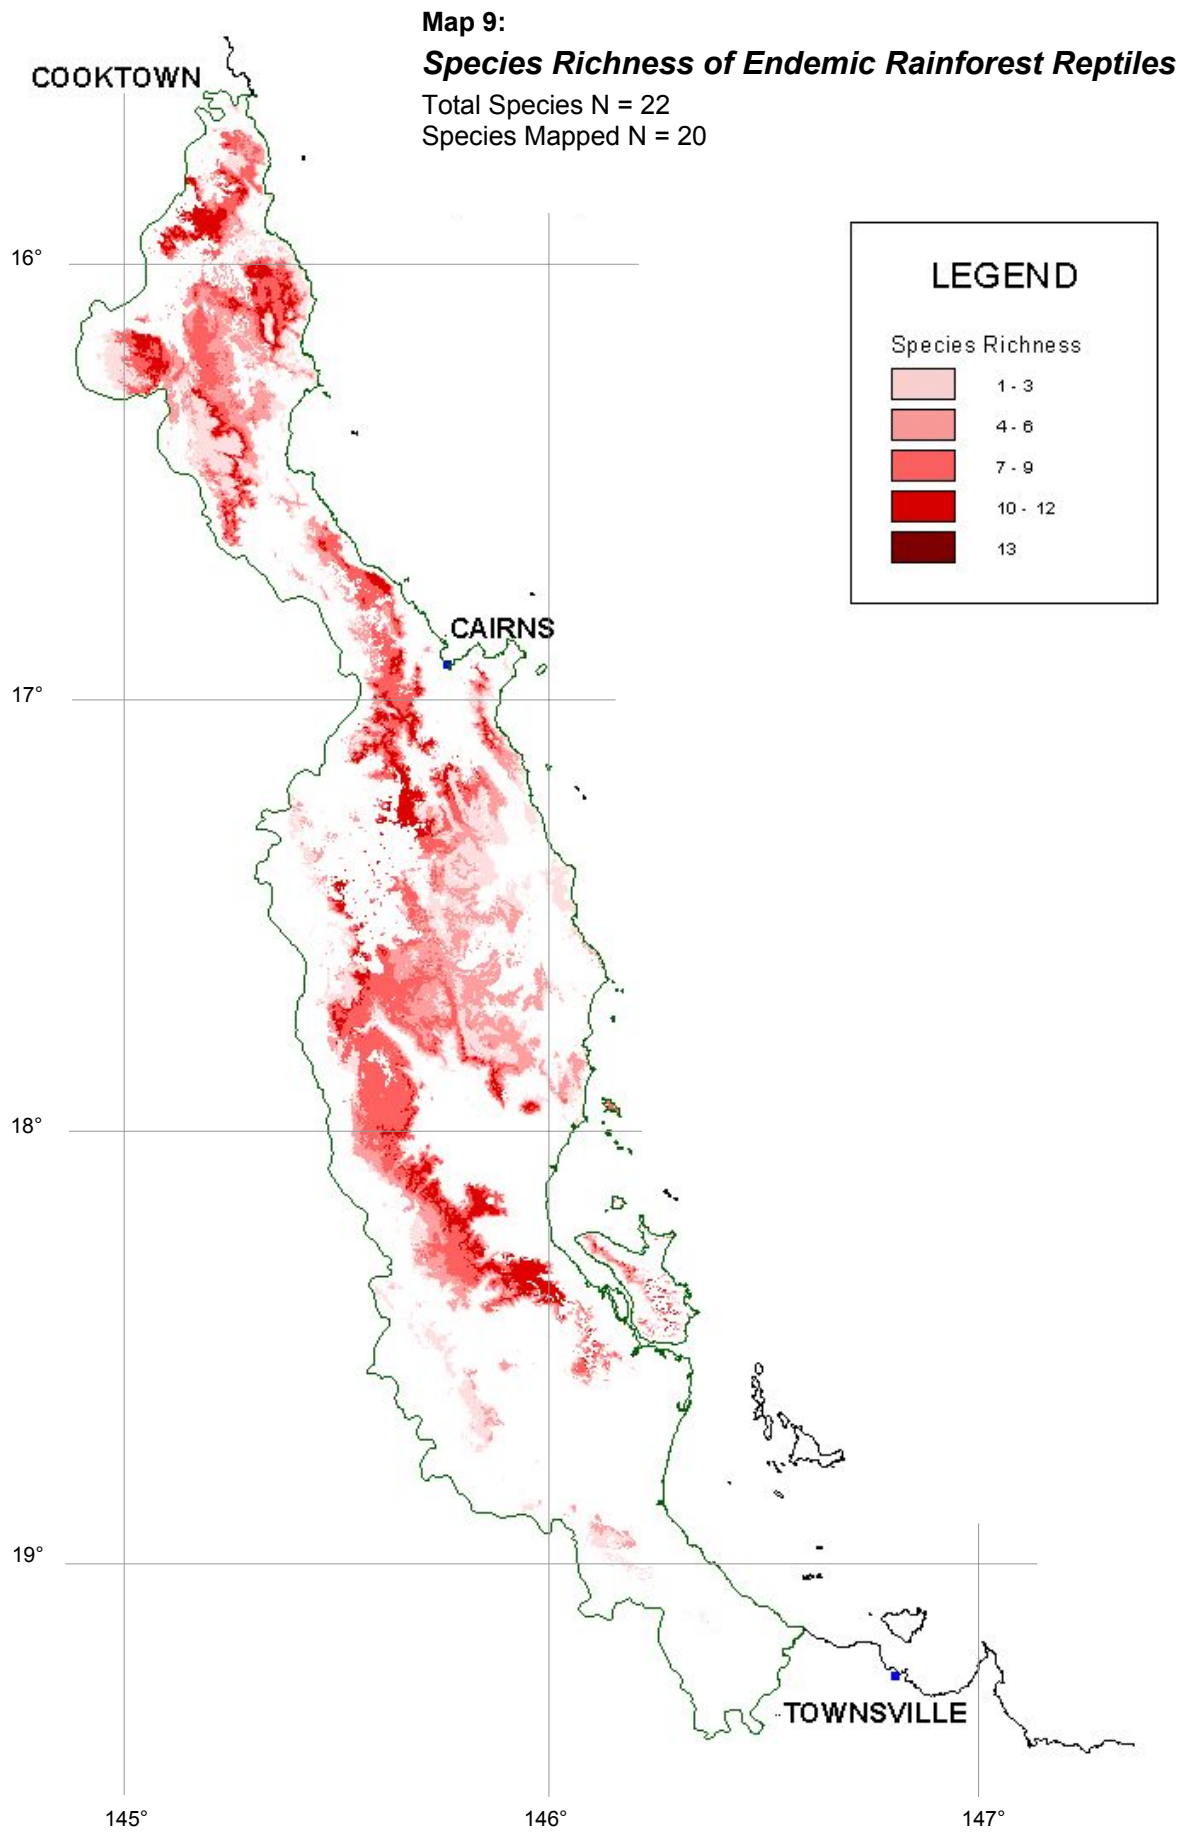 Map 9:
Species Richness of Endemic Rainforest Reptiles
Total Species N = 22
Species Mapped N = 20
COOKTOWN
16°
LEGEND
Species Richness
1 - 3
4 - 6
7 - 9
10 - 12
13
CAIRNS
17°
18°
19°
TOWNSVILLE
145°
146°
147°